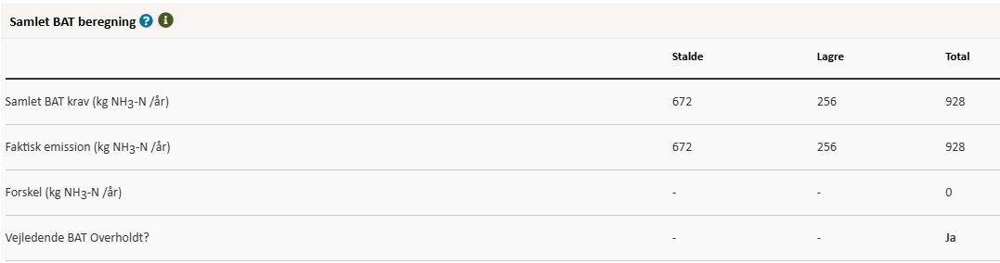 Samlet BAT beregning ? i
Stalde Lagre Total
Samlet BAT krav (kg NH3-N /år) 672 256 928
Faktisk emission (kg NH3-N /år) 672 256 928
Forskel (kg NH3-N /år) - - 0
Vejledende BAT Overholdt? - - Ja